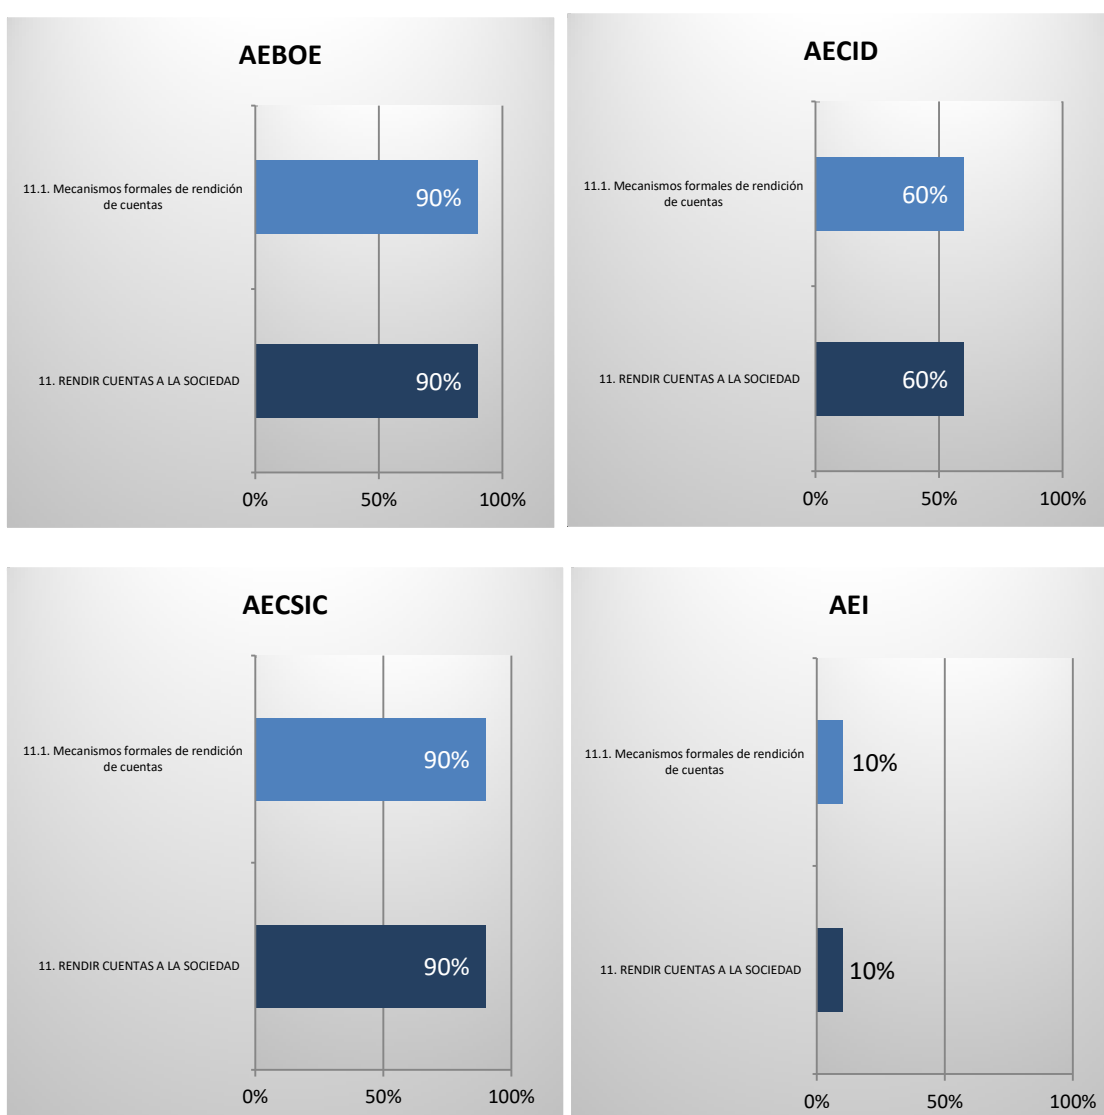 AEBOE
11.1. Mecanismos formales de rendición
de cuentas
90%
11. RENDIR CUENTAS A LA SOCIEDAD
90%
0%
50%
100%
AECID
11.1. Mecanismos formales de rendición
de cuentas
60%
11. RENDIR CUENTAS A LA SOCIEDAD
60%
0%
50%
100%
AECSIC
11.1. Mecanismos formales de rendición
de cuentas
90%
11. RENDIR CUENTAS A LA SOCIEDAD
90%
0%
50%
100%
AEI
11.1. Mecanismos formales de rendición
de cuentas
10%
11. RENDIR CUENTAS A LA SOCIEDAD
10%
0%
50%
100%